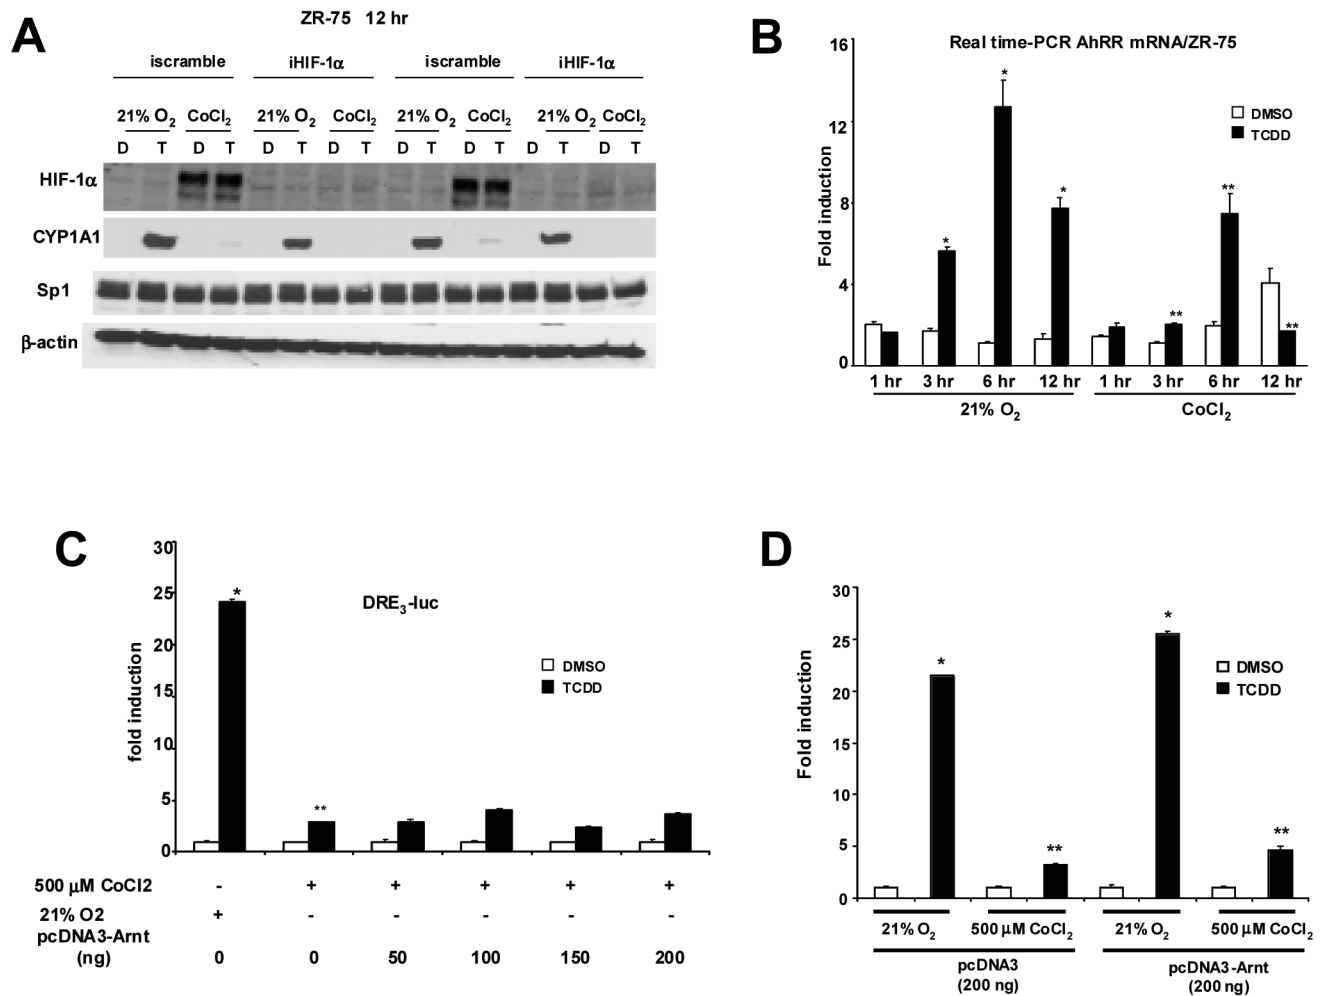 A
ZR-75 12 hr
iscramble iHIF-1α iscramble iHIF-1α
21% O2 CoCl2 21% O2 CoCl2 21% O2 CoCl2 21% O2 CoCl2
D T D T D T D T D T D T D T D T
HIF-1α
CYP1A1
Sp1
β-actin
B
Real time-PCR AhRR mRNA/ZR-75
Fold induction
16
12
8
4
0
DMSO
TCDD
* * * ** ** **
1 hr 3 hr 6 hr 12 hr 1 hr 3 hr 6 hr 12 hr
21% O2 CoCl2
C
DRE3-luc
fold induction
30
25
20
15
10
5
0
DMSO
TCDD
* **
500 μM CoCl2 - + + + + +
21% O2 + - - - - -
pcDNA3-Arnt
(ng) 0 0 50 100 150 200
D
Fold induction
30
25
20
15
10
5
0
DMSO
TCDD
* ** * **
21% O2 500 μM CoCl2 21% O2 500 μM CoCl2
pcDNA3 pcDNA3-Arnt
(200 ng) (200 ng)